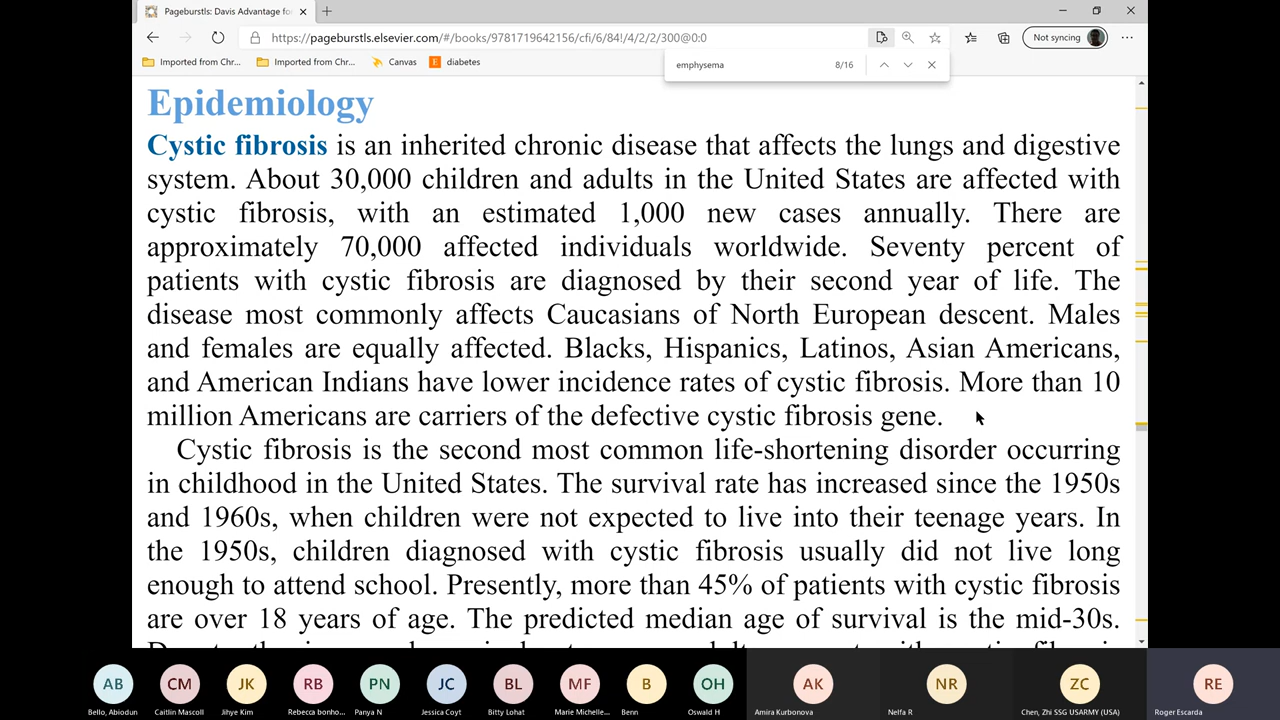 Pageburstls: Davis Advantage fo
https://pageburstls.elsevier.com/#/books/9781719642156/cfi/6/84!/4/2/2/300@0:0
Not syncing
Imported from Chr...
Imported from Chr...
Canvas
E
diabetes
emphysema
8/16
Epidemiology
Cystic fibrosis is an inherited chronic disease that affects the lungs and digestive
system. About 30,000 children and adults in the United States are affected with
cystic fibrosis, with an estimated 1,000 new cases annually. There are
approximately 70,000 affected individuals worldwide. Seventy percent of
patients with cystic fibrosis are diagnosed by their second year of life. The
disease most commonly affects Caucasians of North European descent. Males
and females are equally affected. Blacks, Hispanics, Latinos, Asian Americans,
and American Indians have lower incidence rates of cystic fibrosis. More than 10
million Americans are carriers of the defective cystic fibrosis gene.
Cystic fibrosis is the second most common life-shortening disorder occurring
in childhood in the United States. The survival rate has increased since the 1950s
and 1960s, when children were not expected to live into their teenage years. In
the 1950s, children diagnosed with cystic fibrosis usually did not live long
enough to attend school. Presently, more than 45% of patients with cystic fibrosis
are over 18 years of age. The predicted median age of survival is the mid-30s.
AB
CM
JK
RB
PN
JC
BL
MF
B
OH
AK
NR
ZC
RE
Bello, Abiodun
Caitlin Mascoll
Jihye Kim
Rebecca bonho...
Panya N
Jessica Coyt
Bitty Lohat
Marie Michelle...
Benn
Oswald H
Amira Kurbonova
Nelfa R
Chen, Zhi SSG USARMY (USA)
Roger Escarda